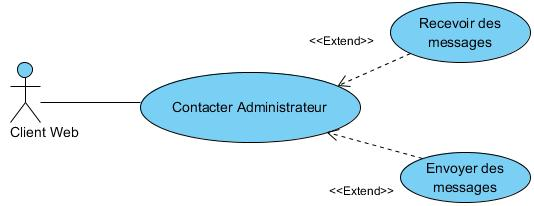 Recevoir des
messages
<<Extend>>
Contacter Administrateur
Client Web
Envoyer des
messages
<<Extend>>